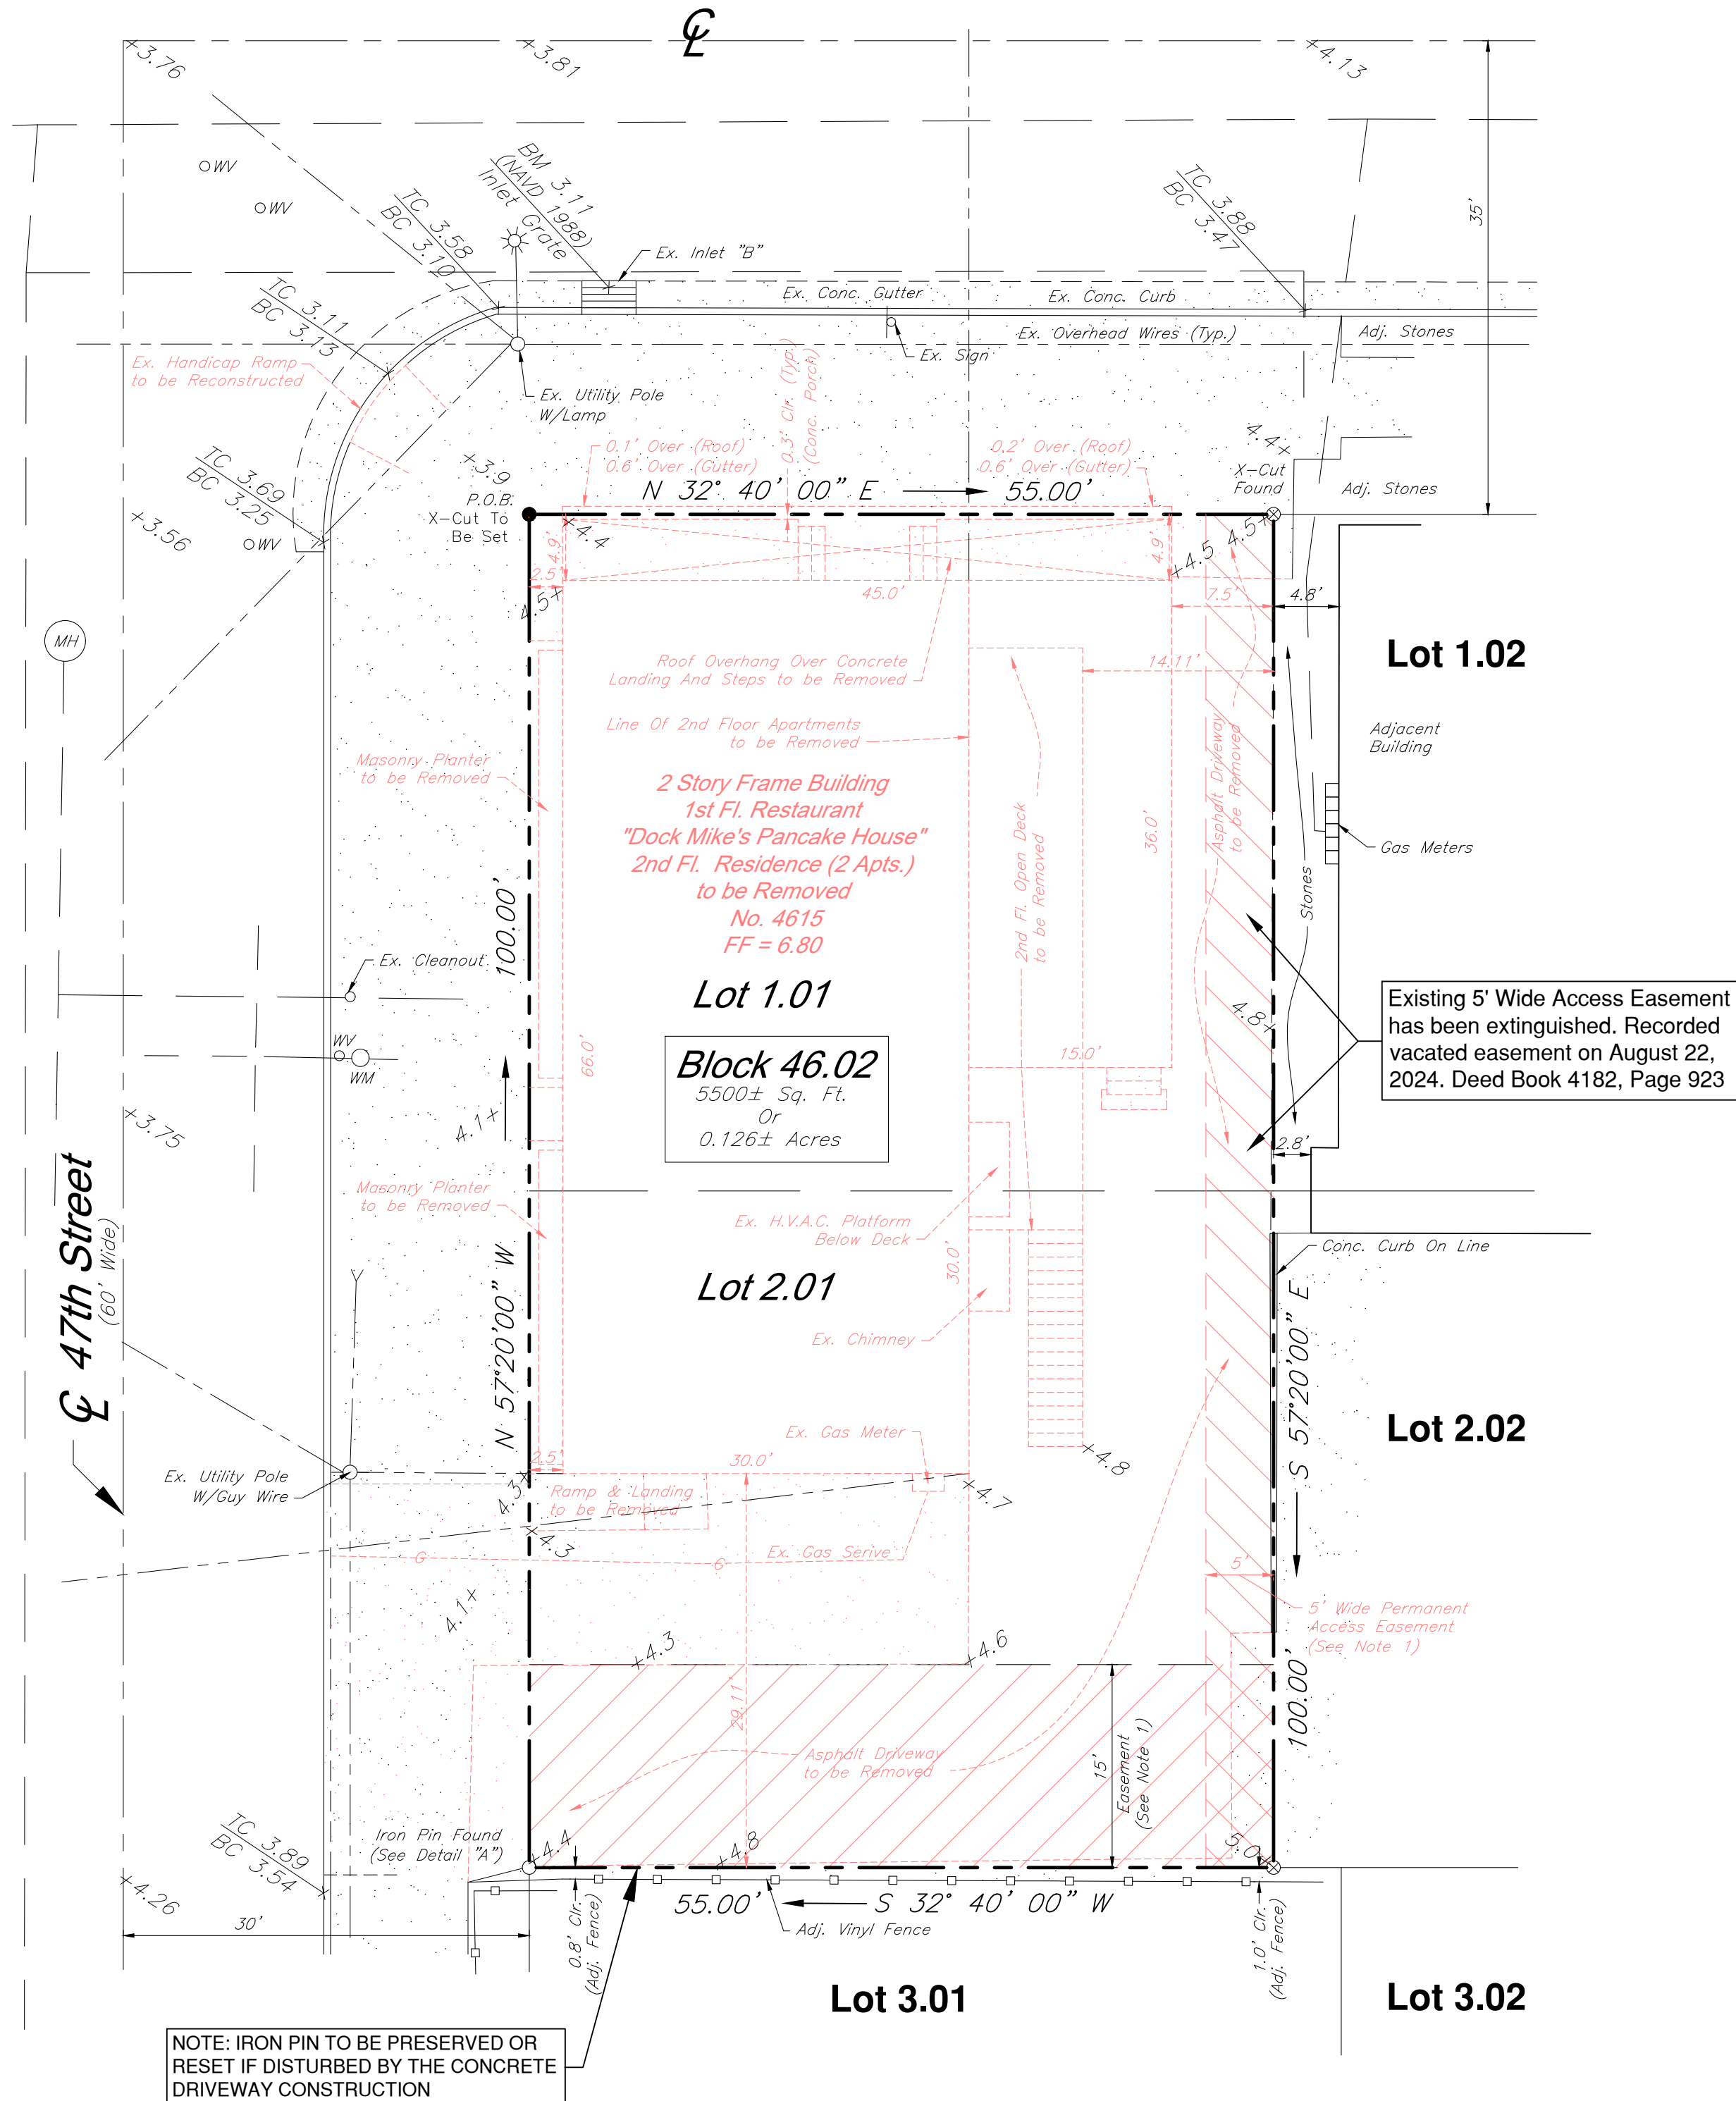 ℄
×3.76
×3.81
×4.13
35'
WV
WV
BM 3.11
(NAVD 1988)
Inlet Grate
TC 3.58
BC 3.10
TC 3.88
BC 3.47
Ex. Inlet "B"
Ex. Conc. Gutter
Ex. Conc. Curb
TC 3.11
BC 3.13
Ex. Overhead Wires (Typ.)
Adj. Stones
Ex. Sign
Ex. Handicap Ramp
to be Reconstructed
Ex. Utility Pole
W/Lamp
0.3' Clr. (Typ.)
(Conc. Porch)
0.1' Over (Roof)
0.6' Over (Gutter)
0.2' Over (Roof)
0.6' Over (Gutter)
4.4×
X-Cut
Found
Adj. Stones
TC 3.69
BC 3.25
×3.56
WV
×3.9
P.O.B.
X-Cut To
Be Set
N 32° 40' 00" E
55.00'
×4.4
4.9'
4.9'
×4.5
4.5×
2.5'
4.5×
45.0'
7.5'
4.8'
MH
Lot 1.02
Roof Overhang Over Concrete
Landing And Steps to be Removed
14.11'
Line Of 2nd Floor Apartments
to be Removed
Adjacent
Building
Masonry Planter
to be Removed
Asphalt Driveway
to be Removed
2 Story Frame Building
1st Fl. Restaurant
"Dock Mike's Pancake House"
2nd Fl. Residence (2 Apts.)
to be Removed
No. 4615
FF = 6.80
36.0'
2nd Fl. Open Deck
to be Removed
Gas Meters
Stones
100.00'
Ex. Cleanout
Lot 1.01
4.8×
Existing 5' Wide Access Easement
has been extinguished. Recorded
vacated easement on August 22,
2024. Deed Book 4182, Page 923
WV
WM
66.0'
15.0'
Block 46.02
5500± Sq. Ft.
Or
0.126± Acres
×3.75
4.1×
2.8'
℄ 47th Street
(60' Wide)
Masonry Planter
to be Removed
Ex. H.V.A.C. Platform
Below Deck
Conc. Curb On Line
30.0'
Lot 2.01
N 57°20'00" W
S 57°20'00" E
Ex. Chimney
Lot 2.02
Ex. Gas Meter
×4.8
Ex. Utility Pole
W/Guy Wire
2.5'
30.0'
4.3×
Ramp & Landing
to be Removed
×4.7
×4.3
G
G
Ex. Gas Serive
5'
4.1×
5' Wide Permanent
Access Easement
(See Note 1)
×4.3
×4.6
29.11'
100.00'
Asphalt Driveway
to be Removed
15'
Easement
(See Note 1)
TC 3.89
BC 3.54
Iron Pin Found
(See Detail "A")
×4.4
×4.8
5.0×
×4.26
30'
55.00'
S 32° 40' 00" W
0.8' Clr.
(Adj. Fence)
Adj. Vinyl Fence
1.0' Clr.
(Adj. Fence)
Lot 3.01
Lot 3.02
NOTE: IRON PIN TO BE PRESERVED OR
RESET IF DISTURBED BY THE CONCRETE
DRIVEWAY CONSTRUCTION